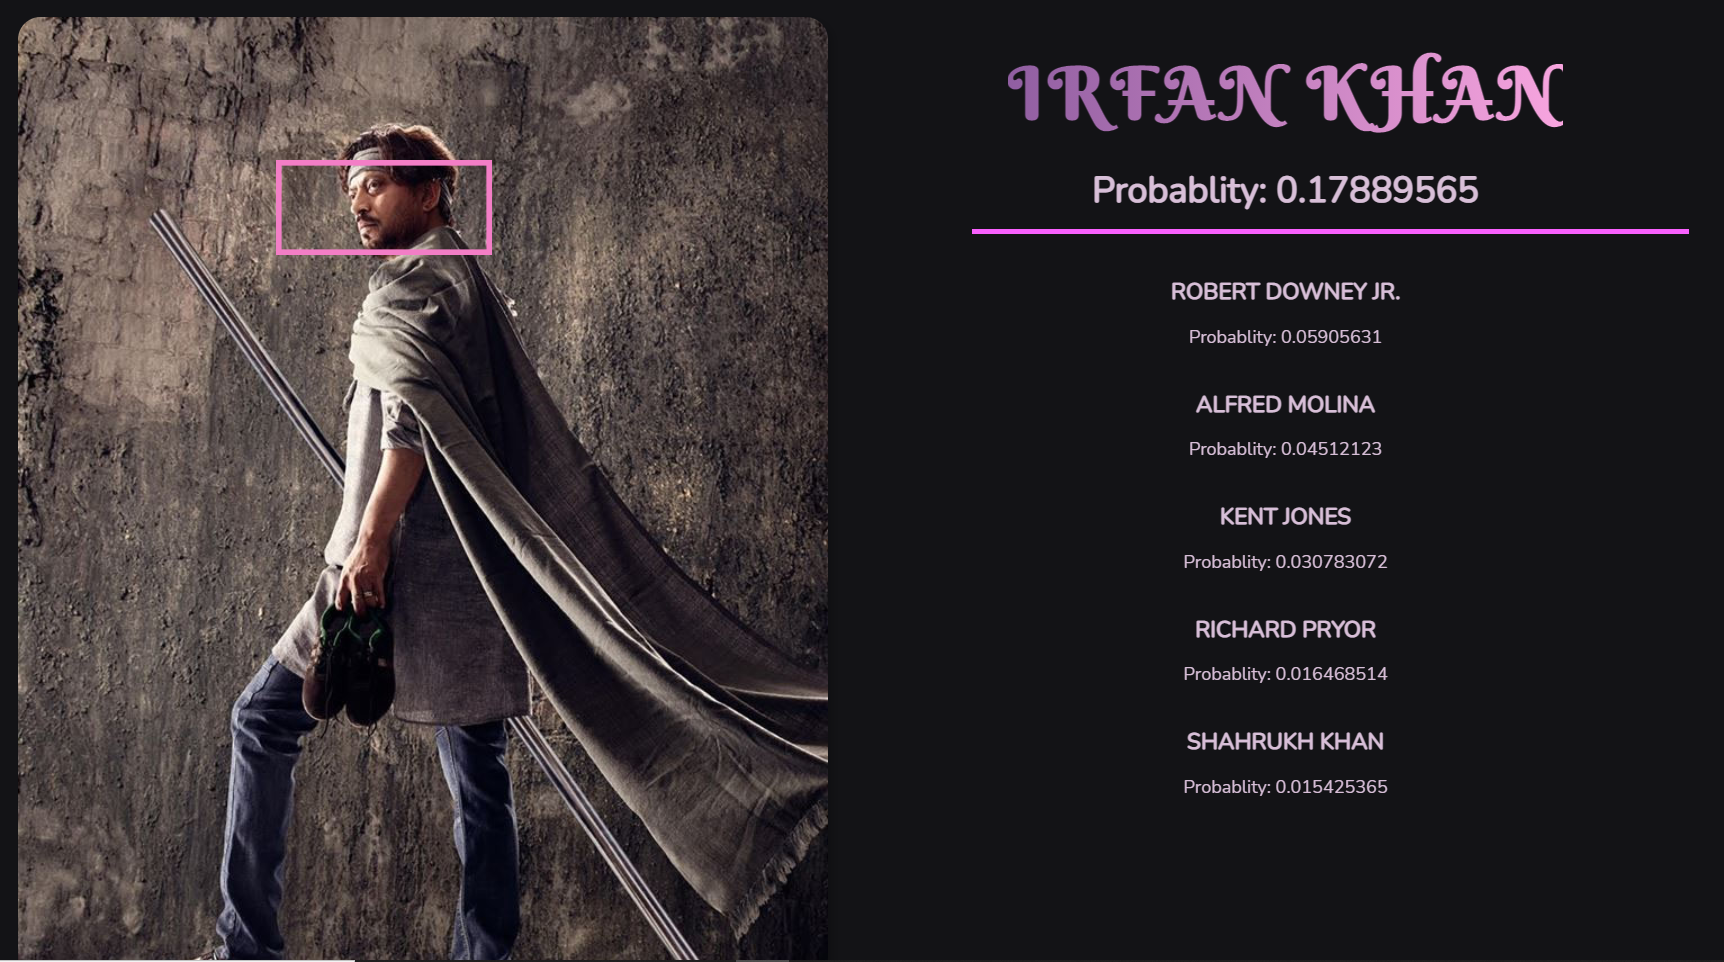 IRFAN KHAN
Probablity: 0.17889565
ROBERT DOWNEY JR.
Probablity: 0.05905631
ALFRED MOLINA
Probablity: 0.04512123
KENT JONES
Probablity: 0.030783072
RICHARD PRYOR
Probablity: 0.016468514
SHAHRUKH KHAN
Probablity: 0.015425365